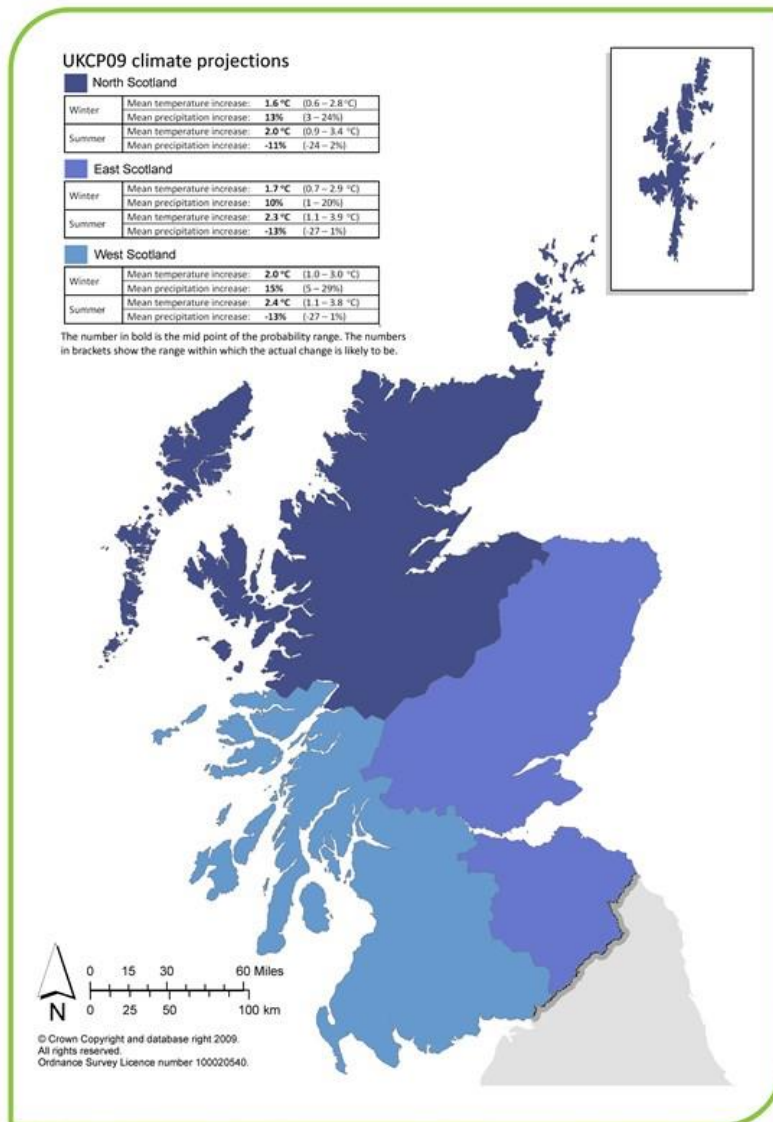 UKCP09 climate projections
North Scotland
Winter Mean temperature increase: 1.6 °C (0.6 – 2.8 °C)
Mean precipitation increase: 13% (3 – 24%)
Summer Mean temperature increase: 2.0 °C (0.9 – 3.4 °C)
Mean precipitation increase: -11% (-24 – 2%)
East Scotland
Winter Mean temperature increase: 1.7 °C (0.7 – 2.9 °C)
Mean precipitation increase: 10% (1 – 20%)
Summer Mean temperature increase: 2.3 °C (1.1 – 3.9 °C)
Mean precipitation increase: -13% (-27 – 1%)
West Scotland
Winter Mean temperature increase: 2.0 °C (1.0 – 3.0 °C)
Mean precipitation increase: 15% (5 – 29%)
Summer Mean temperature increase: 2.4 °C (1.1 – 3.8 °C)
Mean precipitation increase: -13% (-27 – 1%)
The number in bold is the mid point of the probability range. The numbers
in brackets show the range within which the actual change is likely to be.
0 15 30 60 Miles
0 25 50 100 km
N
© Crown Copyright and database right 2009.
All rights reserved.
Ordnance Survey Licence number 100020540.